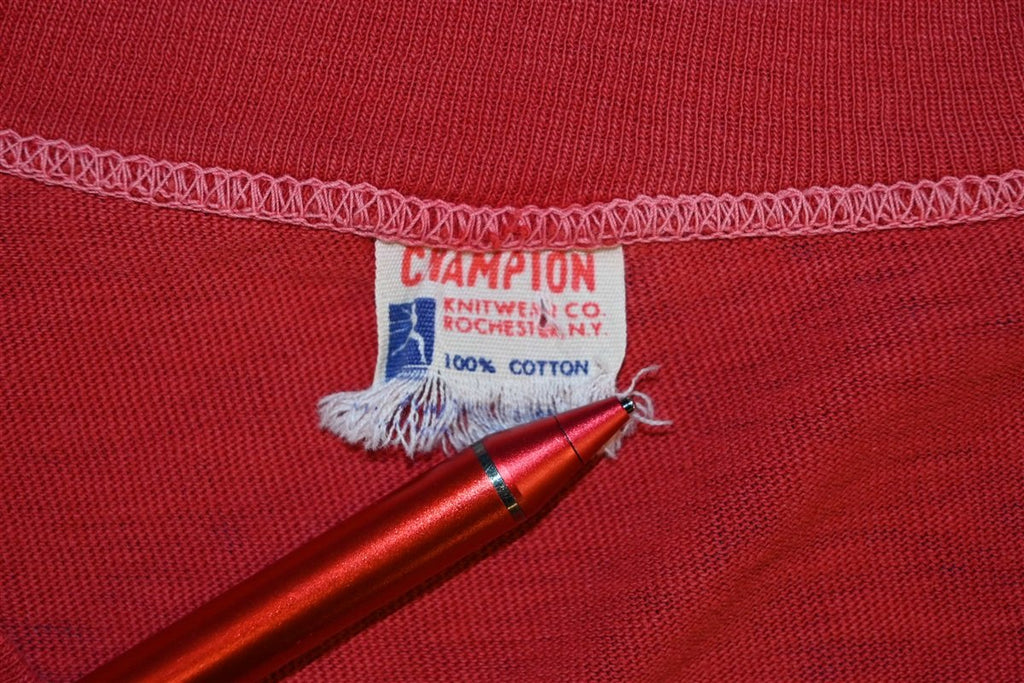 CHAMPION
KNITWEAR CO.
ROCHESTER, N.Y.
100% COTTON